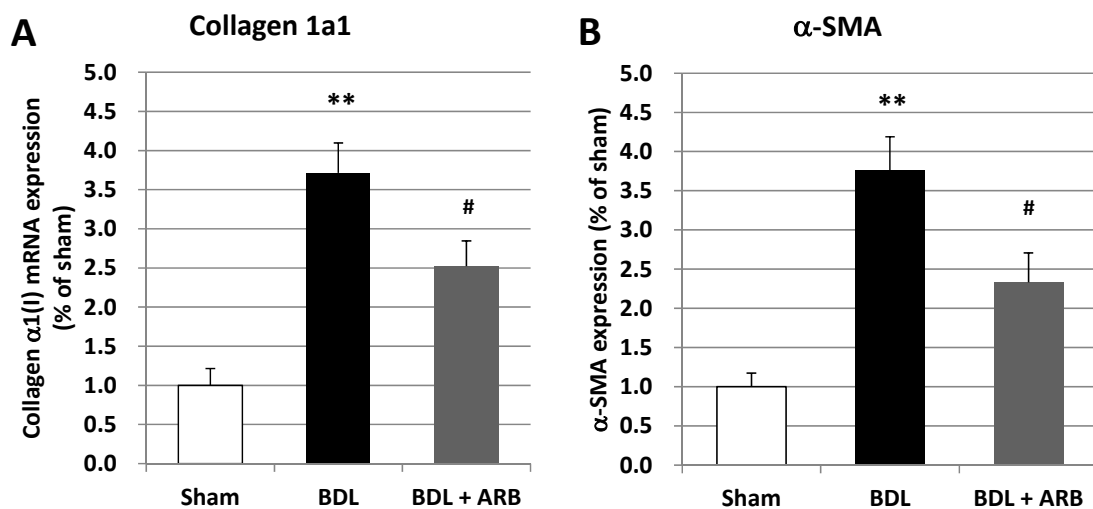 A
Collagen 1a1
Collagen α1(I) mRNA expression
(% of sham)
5.0
4.5
4.0
3.5
3.0
2.5
2.0
1.5
1.0
0.5
0.0
**
#
Sham
BDL
BDL + ARB
B
α-SMA
α-SMA expression (% of sham)
5.0
4.5
4.0
3.5
3.0
2.5
2.0
1.5
1.0
0.5
0.0
**
#
Sham
BDL
BDL + ARB